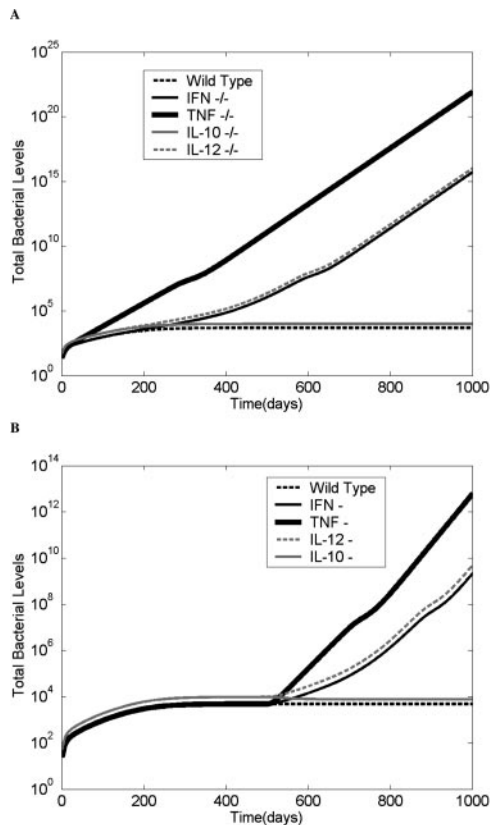 A
10^25
10^20
10^15
10^10
10^5
10^0
Total Bacterial Levels
Wild Type
IFN -/-
TNF -/-
IL-10 -/-
IL-12 -/-
0 200 400 600 800 1000
Time(days)
B
10^14
10^12
10^10
10^8
10^6
10^4
10^2
10^0
Total Bacterial Levels
Wild Type
IFN -
TNF -
IL-12 -
IL-10 -
0 200 400 600 800 1000
Time(days)